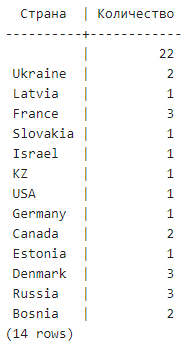 Страна | Количество
----------+------------
| 22
Ukraine | 2
Latvia | 1
France | 3
Slovakia | 1
Israel | 1
KZ | 1
USA | 1
Germany | 1
Canada | 2
Estonia | 1
Denmark | 3
Russia | 3
Bosnia | 2
(14 rows)